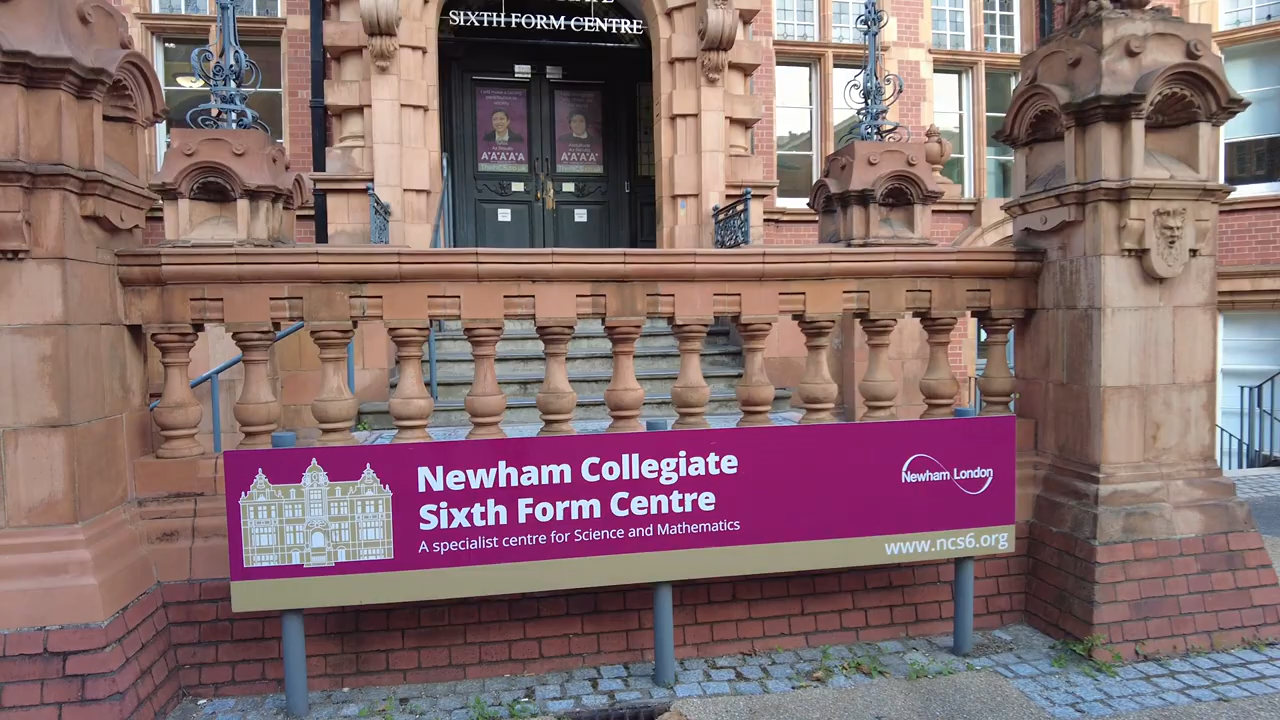 SIXTH FORM CENTRE
A*A*A*A
A*A*A*A
Newham Collegiate
Sixth Form Centre
A specialist centre for Science and Mathematics
Newham London
www.ncs6.org